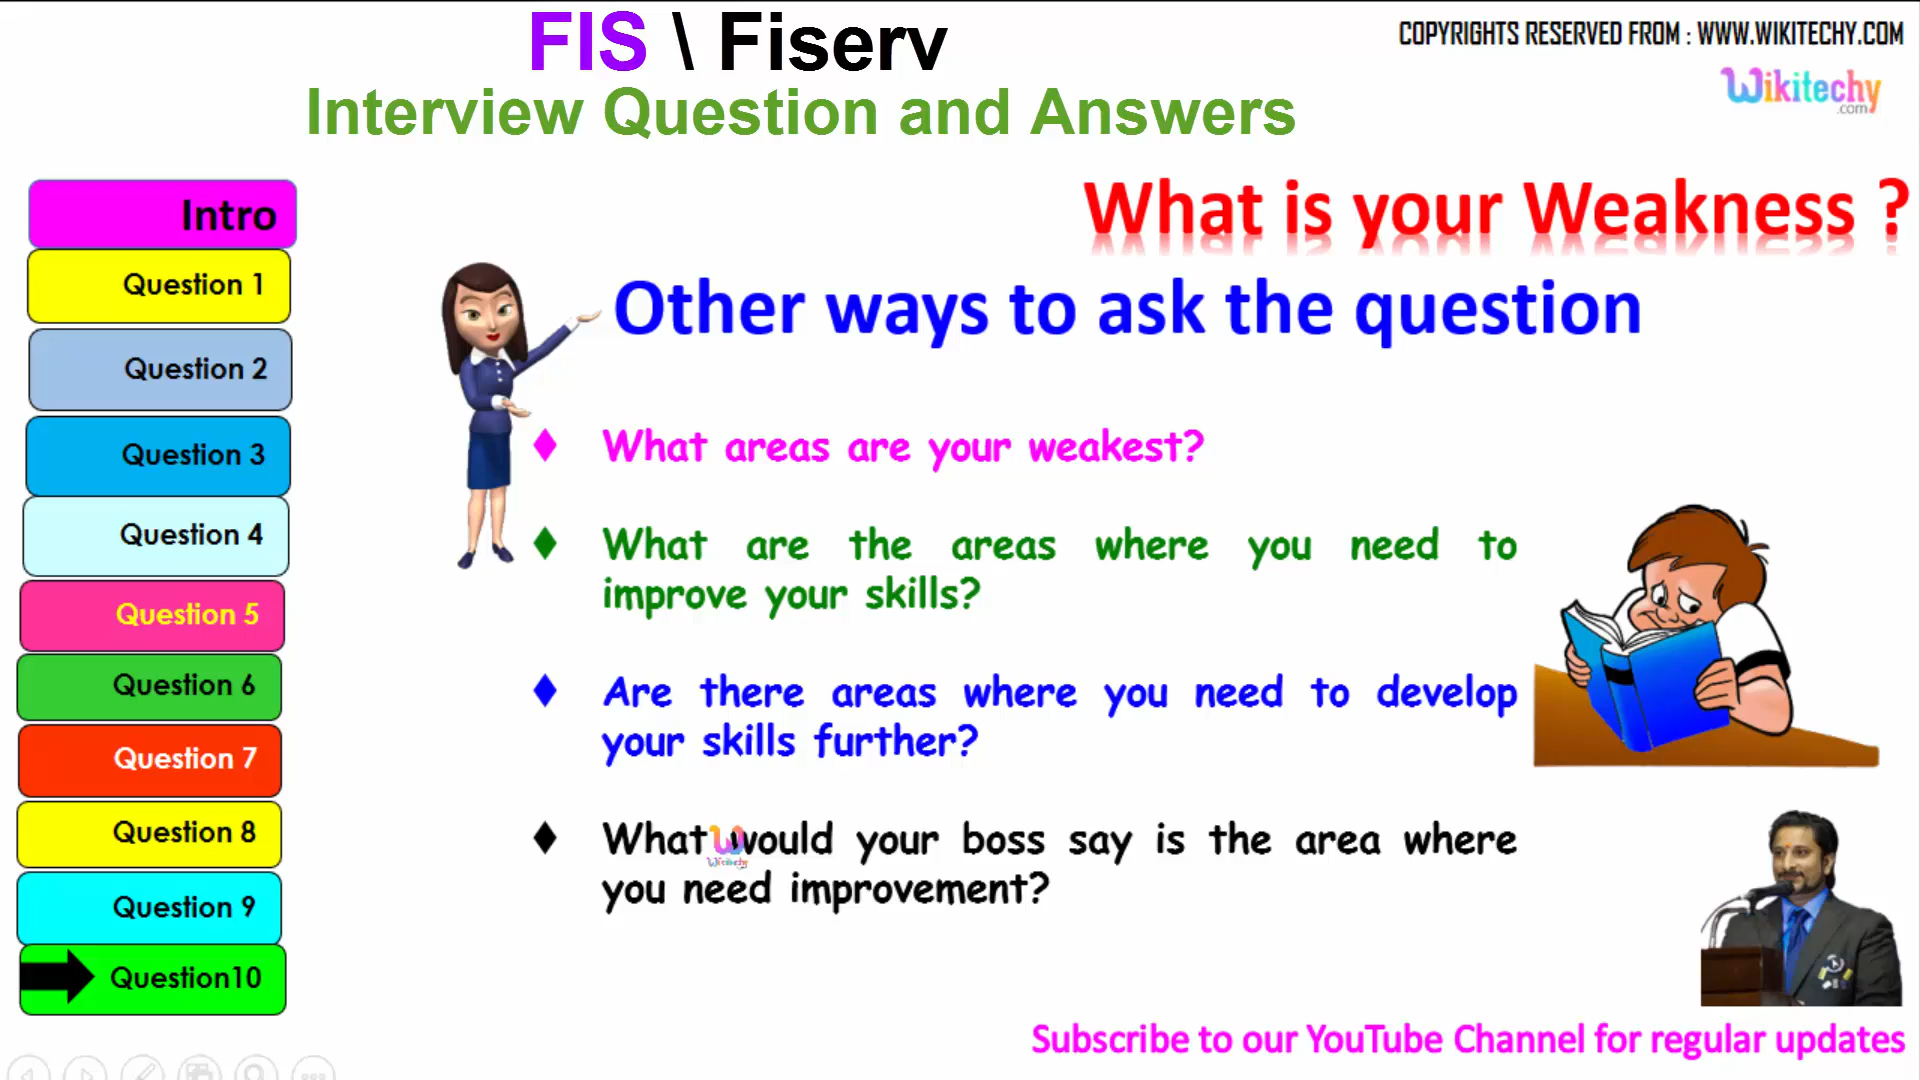 FIS \ Fiserv
Interview Question and Answers
COPYRIGHTS RESERVED FROM : WWW.WIKITECHY.COM
Wikitechy
.com
Intro
Question 1
Question 2
Question 3
Question 4
Question 5
Question 6
Question 7
Question 8
Question 9
Question10
What is your Weakness ?
Other ways to ask the question
♦ What areas are your weakest?
♦ What are the areas where you need to
improve your skills?
♦ Are there areas where you need to develop
your skills further?
♦ What would your boss say is the area where
you need improvement?
W
Wikitechy
Subscribe to our YouTube Channel for regular updates